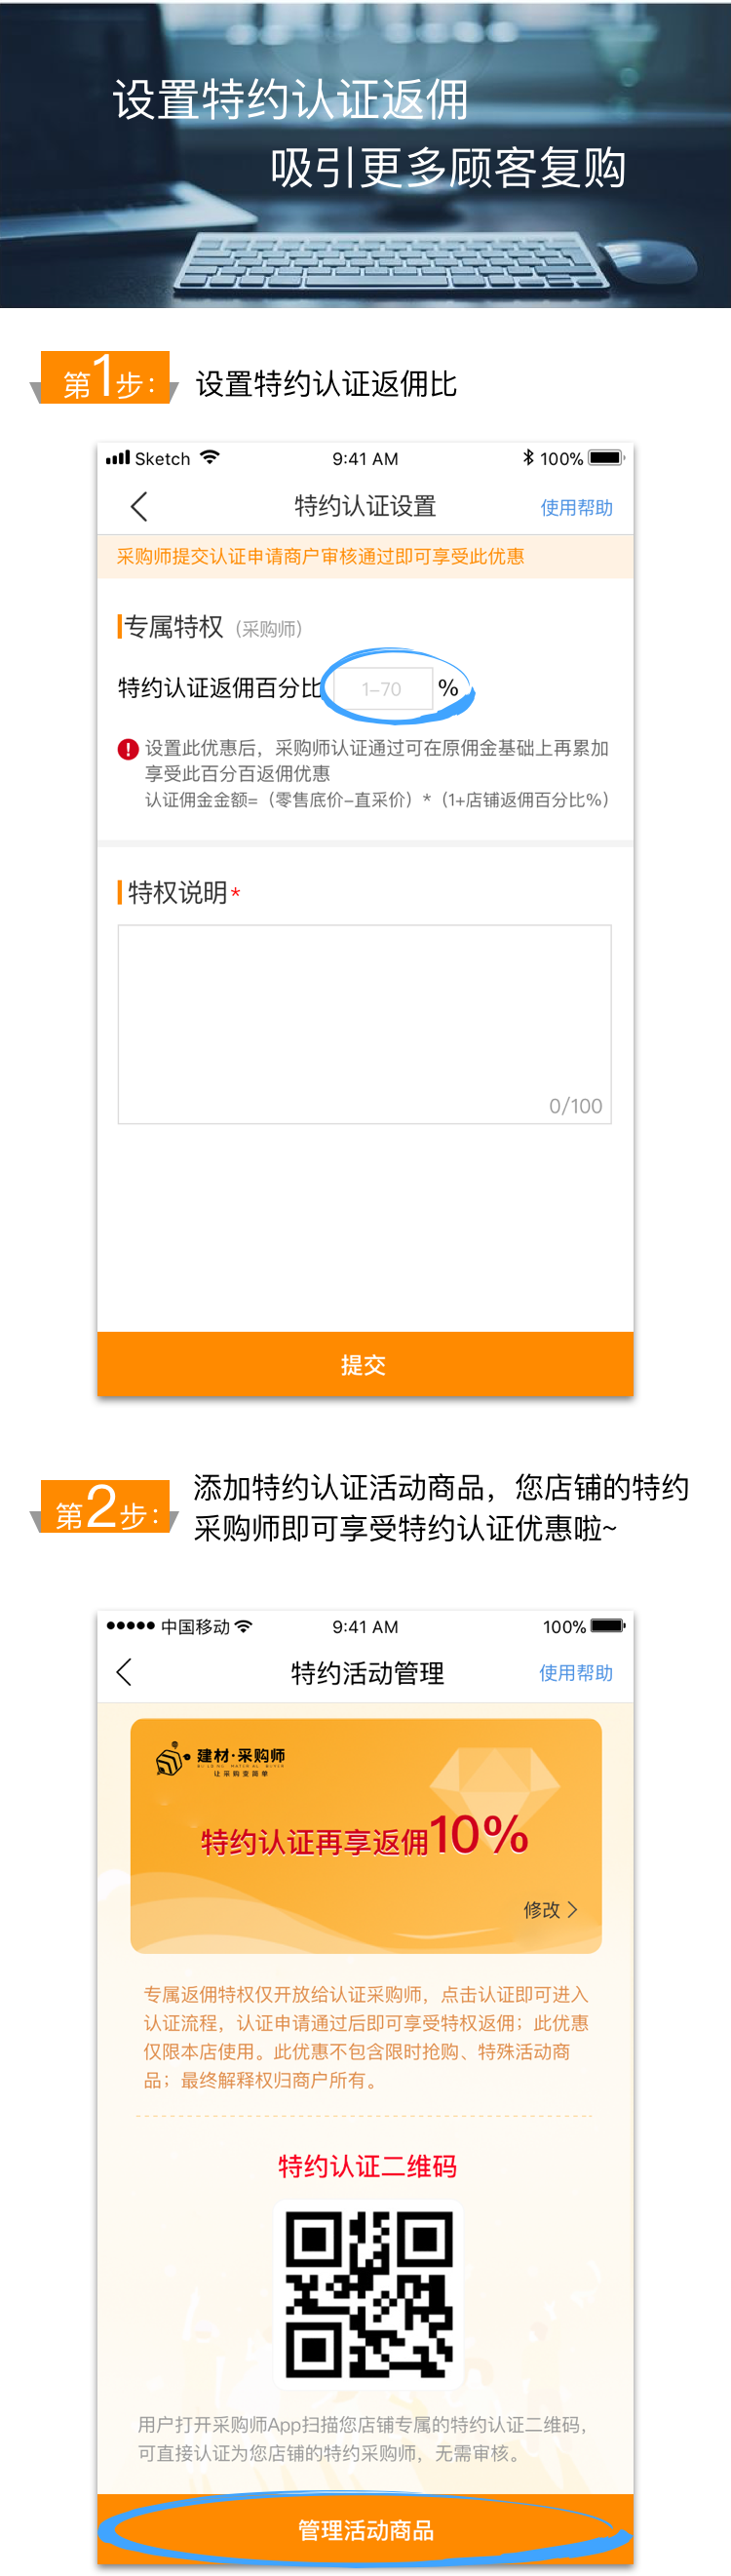 设置特约认证返佣
吸引更多顾客复购
第1步：
设置特约认证返佣比
Sketch 9:41 AM 100%
特约认证设置 使用帮助
采购师提交认证申请商户审核通过即可享受此优惠
专属特权（采购师）
特约认证返佣百分比 1-70 %
设置此优惠后，采购师认证通过可在原佣金基础上再累加
享受此百分百返佣优惠
认证佣金金额=（零售底价-直采价）*（1+店铺返佣百分比%）
特权说明*
0/100
提交
第2步：
添加特约认证活动商品，您店铺的特约
采购师即可享受特约认证优惠啦~
中国移动 9:41 AM 100%
特约活动管理 使用帮助
建材·采购师
BUILDING MATERIAL BUYER
让采购变简单
特约认证再享返佣10%
修改
专属返佣特权仅开放给认证采购师，点击认证即可进入
认证流程，认证申请通过后即可享受特权返佣；此优惠
仅限本店使用。此优惠不包含限时抢购、特殊活动商
品；最终解释权归商户所有。
特约认证二维码
用户打开采购师App扫描您店铺专属的特约认证二维码，
可直接认证为您店铺的特约采购师，无需审核。
管理活动商品